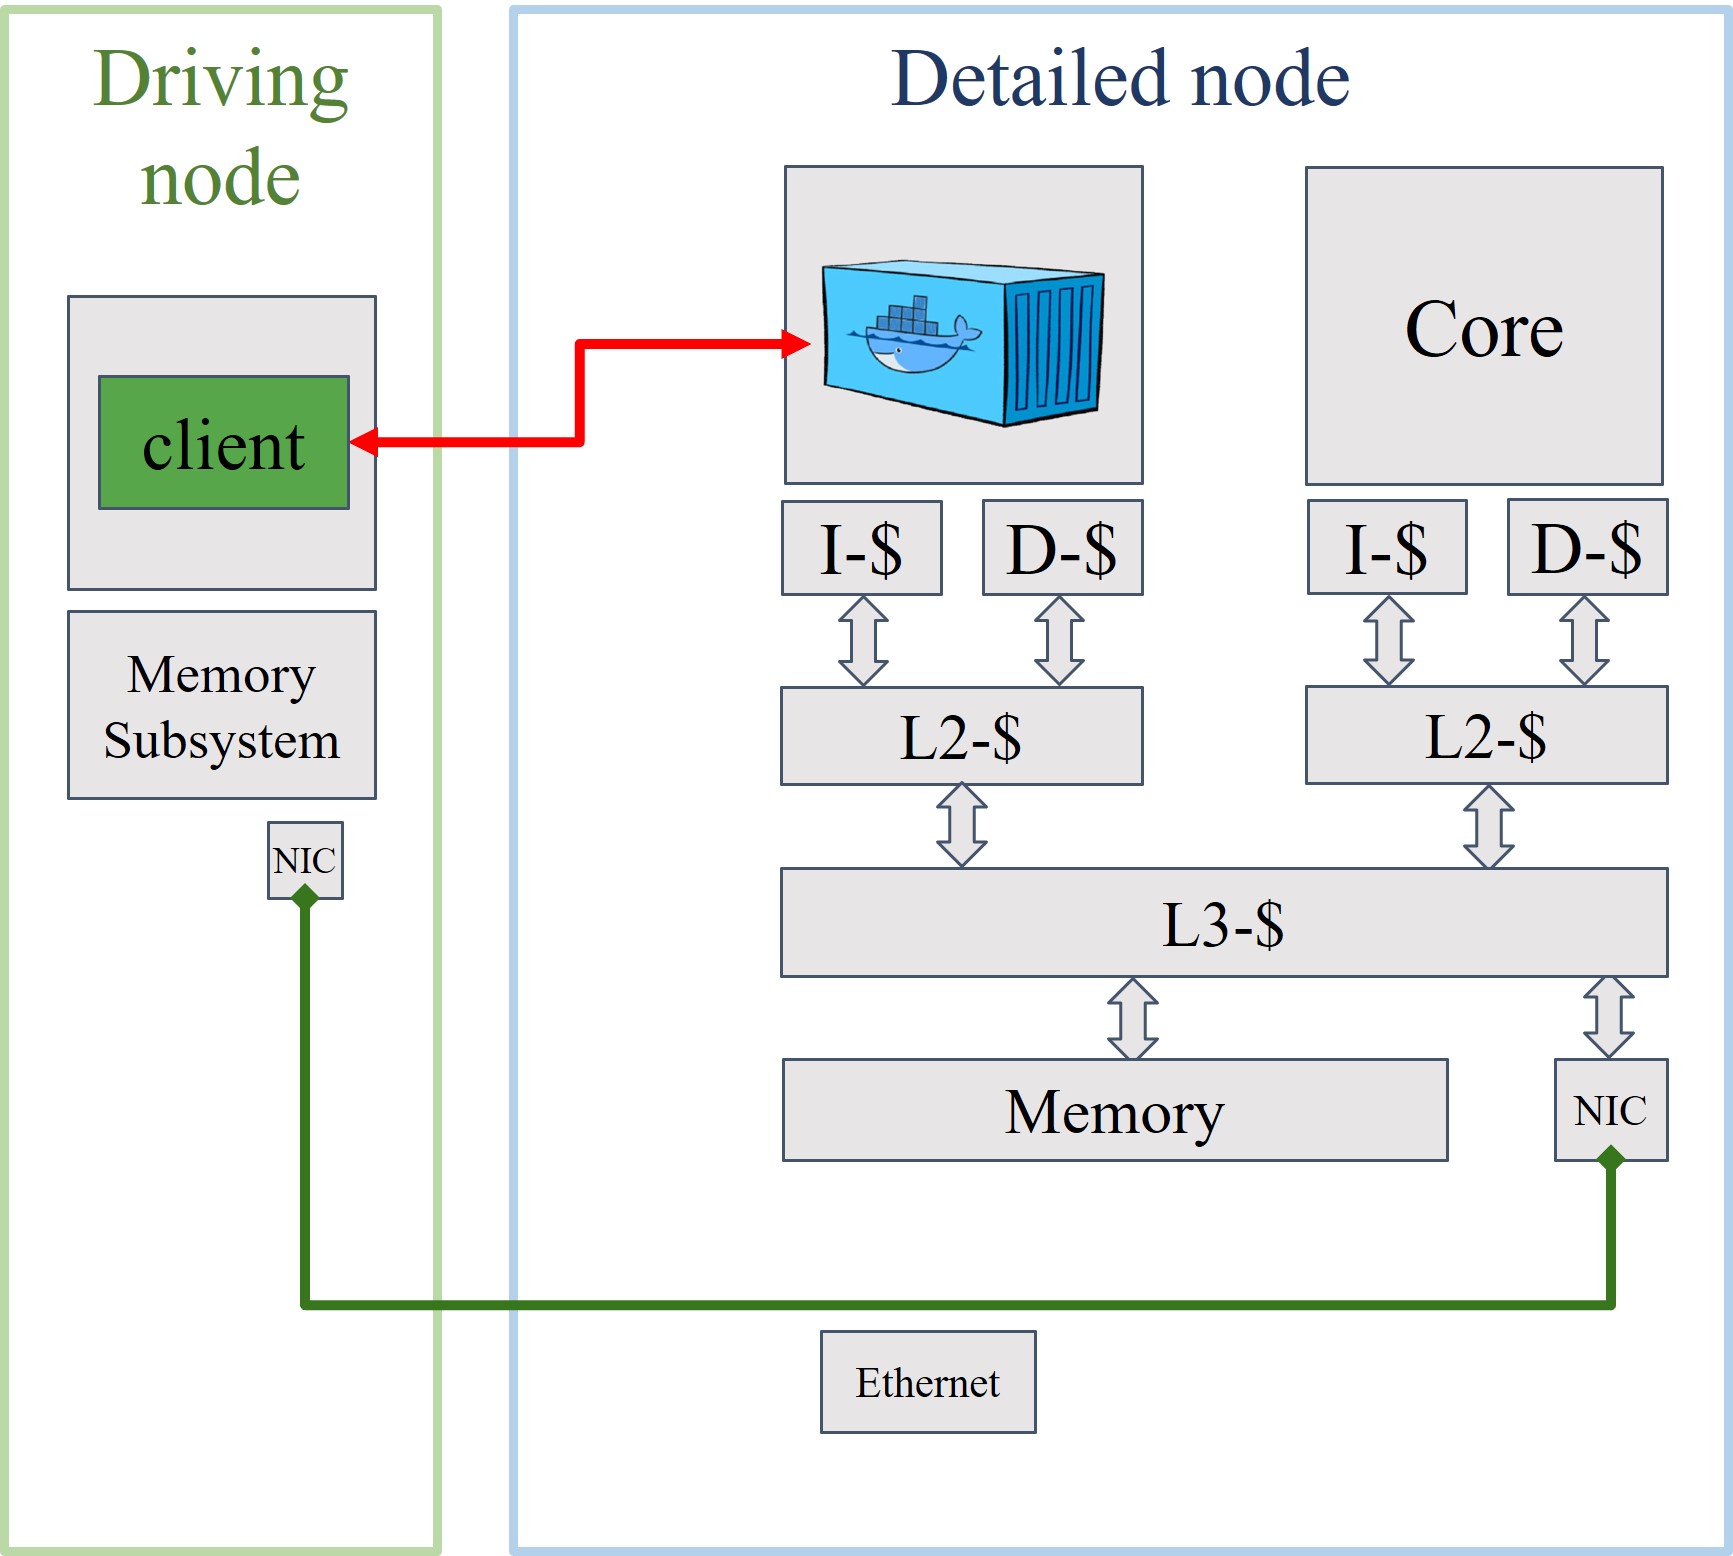 Driving
node
client
Memory
Subsystem
NIC
Detailed node
Core
I-$
D-$
I-$
D-$
L2-$
L2-$
L3-$
Memory
NIC
Ethernet